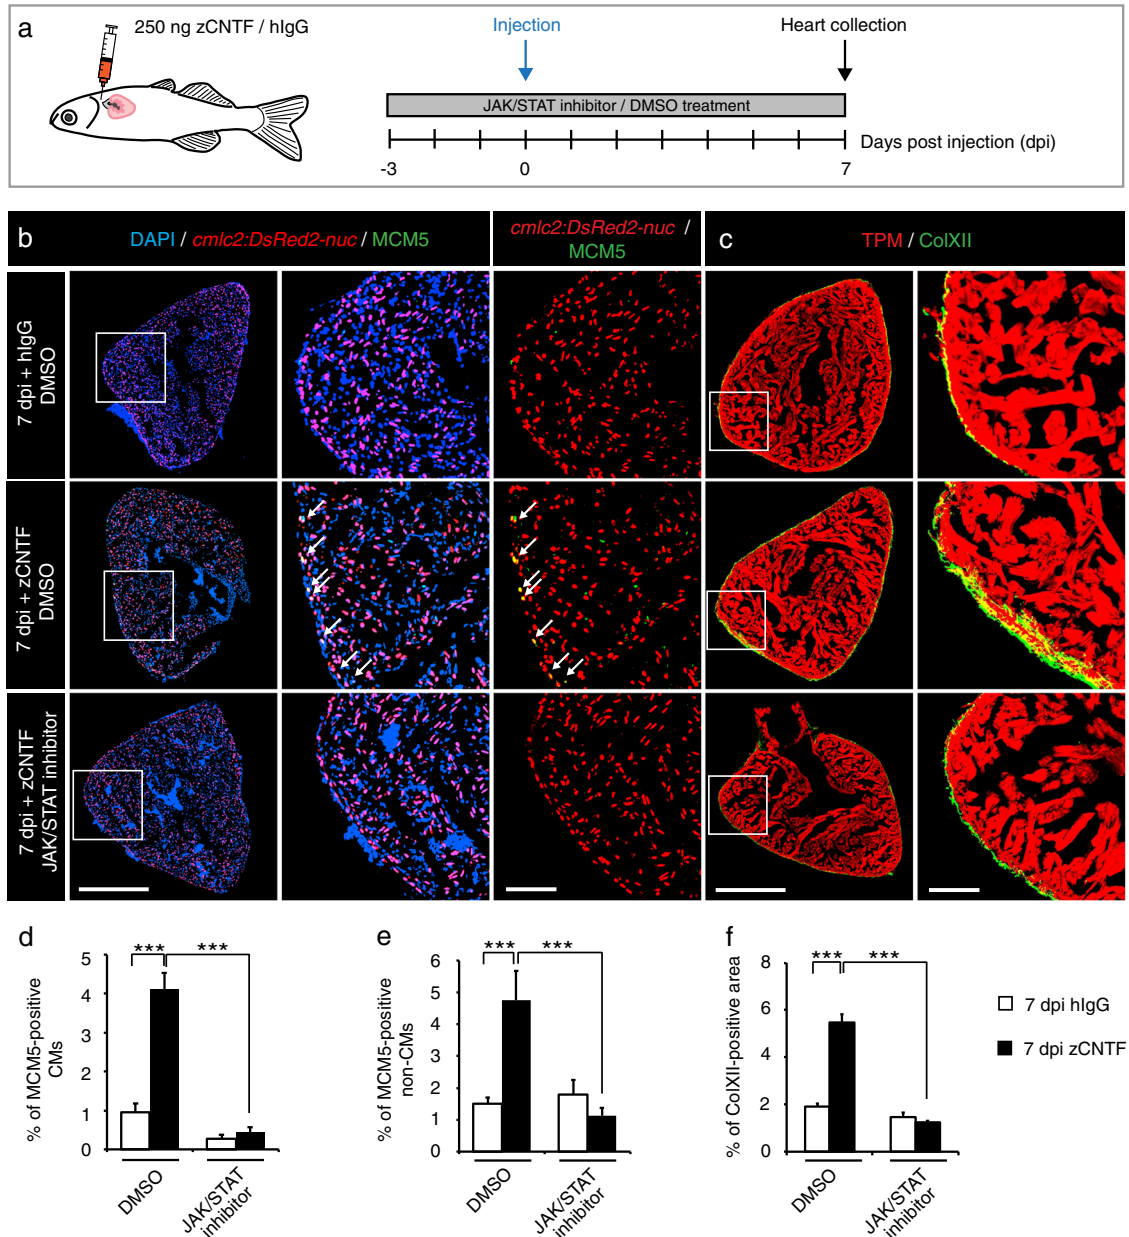 a
250 ng zCNTF / hIgG
Injection
Heart collection
JAK/STAT inhibitor / DMSO treatment
Days post injection (dpi)
-3
0
7
b
DAPI / cmlc2:DsRed2-nuc / MCM5
cmlc2:DsRed2-nuc /
MCM5
c
TPM / ColXII
7 dpi + hIgG
DMSO
7 dpi + zCNTF
DMSO
7 dpi + zCNTF
JAK/STAT inhibitor
d
% of MCM5-positive
CMs
5
4
3
2
1
0
***
***
DMSO
JAK/STAT
inhibitor
e
% of MCM5-positive
non-CMs
6
5
4
3
2
1
0
***
***
DMSO
JAK/STAT
inhibitor
f
% of ColXII-positive area
8
6
4
2
0
***
***
DMSO
JAK/STAT
inhibitor
7 dpi hIgG
7 dpi zCNTF